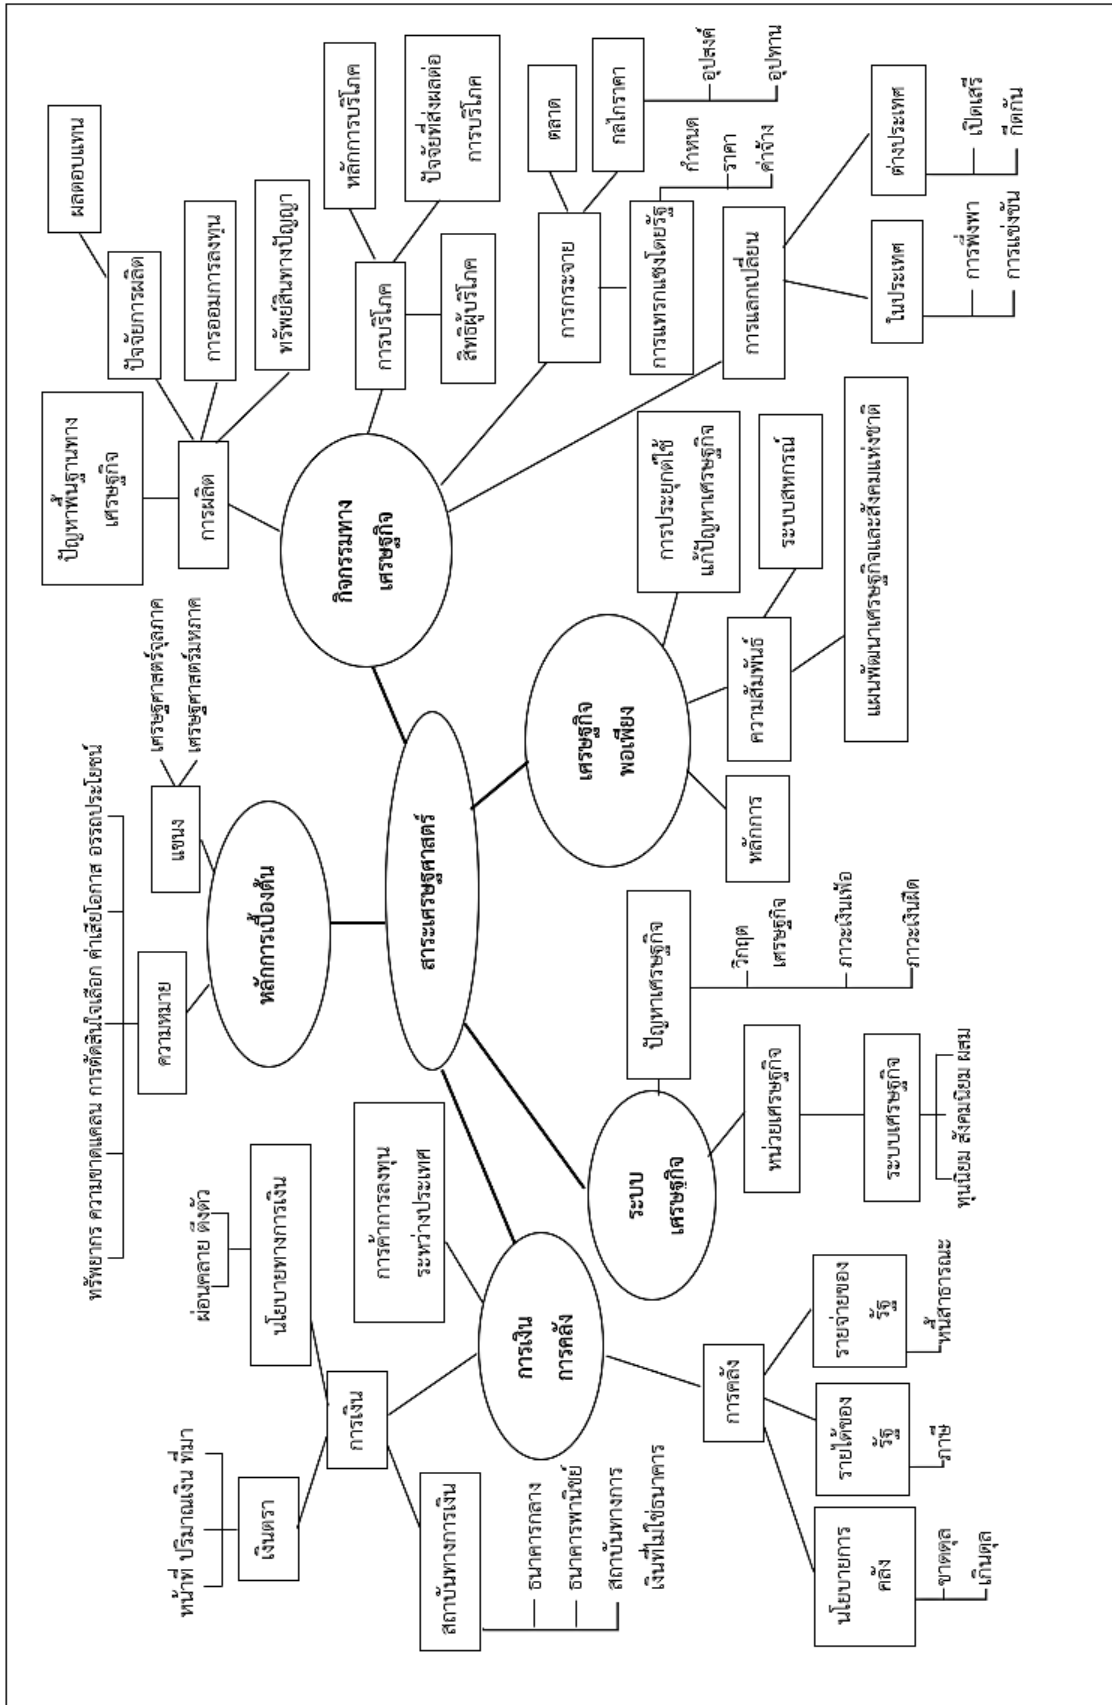 ทรัพยากร ความขาดแคลน การตัดสินใจเลือก ค่าเสียโอกาส อรรถประโยชน์
ความหมาย
แขนง
เศรษฐศาสตร์จุลภาค
เศรษฐศาสตร์มหภาค
หลักการเบื้องต้น
สาระเศรษฐศาสตร์
กิจกรรมทาง
เศรษฐกิจ
การผลิต
ปัญหาพื้นฐานทาง
เศรษฐกิจ
ปัจจัยการผลิต
ผลตอบแทน
การออมการลงทุน
ทรัพย์สินทางปัญญา
การบริโภค
หลักการบริโภค
ปัจจัยที่ส่งผลต่อ
การบริโภค
สิทธิผู้บริโภค
การกระจาย
ตลาด
กลไกราคา
อุปสงค์
อุปทาน
การแทรกแซงโดยรัฐ
กำหนด
ราคา
ค่าจ้าง
การแลกเปลี่ยน
ในประเทศ
การพึ่งพา
การแข่งขัน
ต่างประเทศ
เปิดเสรี
กีดกัน
เศรษฐกิจ
พอเพียง
หลักการ
ความสัมพันธ์
ระบบสหกรณ์
แผนพัฒนาเศรษฐกิจและสังคมแห่งชาติ
การประยุกต์ใช้
แก้ปัญหาเศรษฐกิจ
ระบบ
เศรษฐกิจ
ปัญหาเศรษฐกิจ
วิกฤต
เศรษฐกิจ
ภาวะเงินเฟ้อ
ภาวะเงินฝืด
หน่วยเศรษฐกิจ
ระบบเศรษฐกิจ
ทุนนิยม สังคมนิยม ผสม
การเงิน
การคลัง
การค้าการลงทุน
ระหว่างประเทศ
การเงิน
นโยบายทางการเงิน
ผ่อนคลาย ตึงตัว
เงินตรา
หน้าที่ ปริมาณเงิน ที่มา
สถาบันทางการเงิน
ธนาคารกลาง
ธนาคารพานิชย์
สถาบันทางการ
เงินที่ไม่ใช่ธนาคาร
การคลัง
นโยบายการ
คลัง
ขาดดุล
เกินดุล
รายได้ของ
รัฐ
ภาษี
รายจ่ายของ
รัฐ
หนี้สาธารณะ